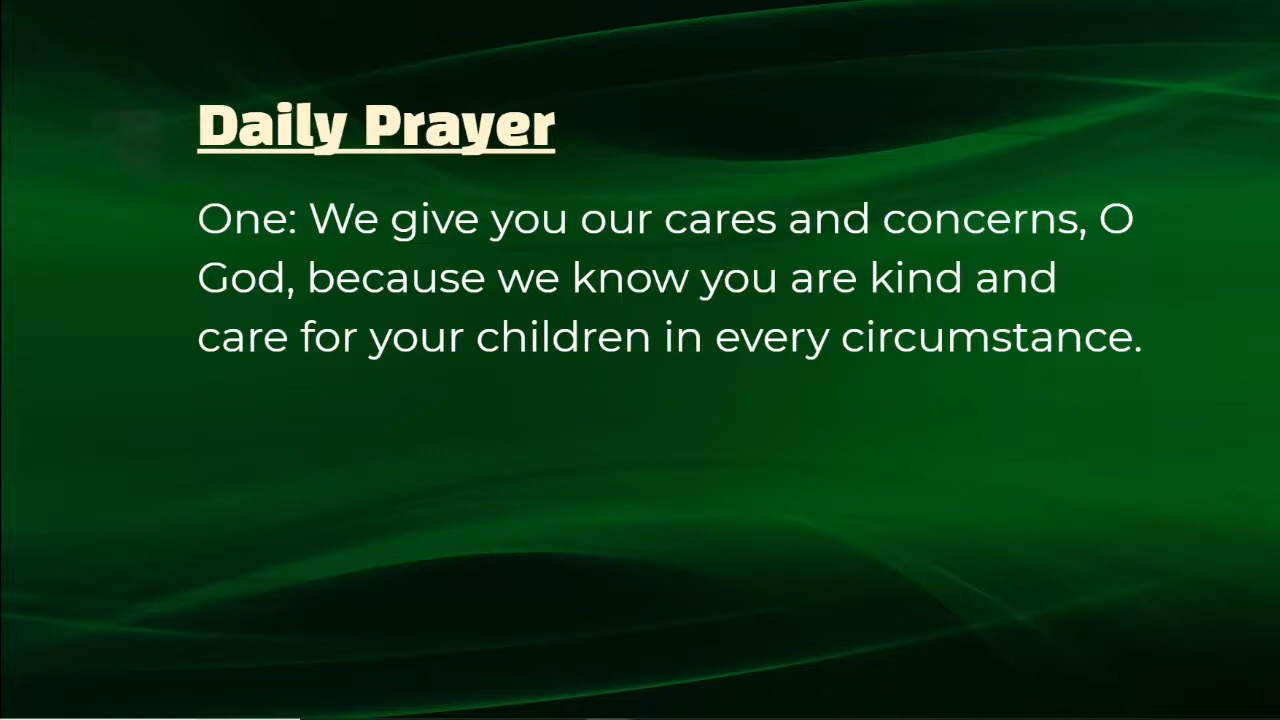 Daily Prayer
One: We give you our cares and concerns, O
God, because we know you are kind and
care for your children in every circumstance.